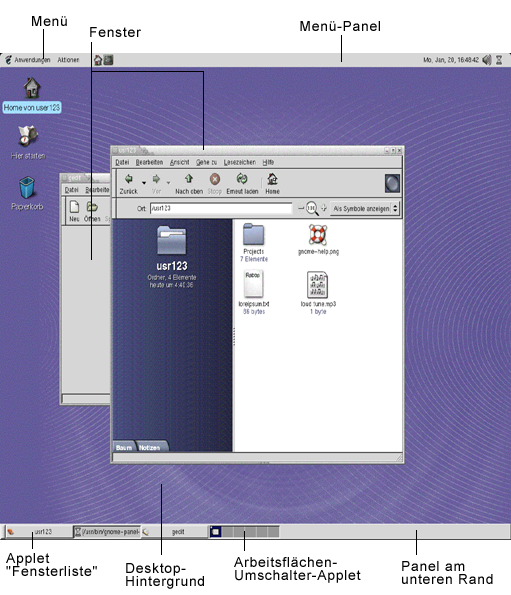 Menü
Fenster
Menü-Panel
Anwendungen Aktionen
Mo, Jan, 20, 16:48:42
Home von user123
Hier starten
Papierkorb
gedit
Datei Bearbeite
Neu Öffnen
usr123
Datei Bearbeiten Ansicht Gehe zu Lesezeichen Hilfe
Zurück Vor Nach oben Stopp Erneut laden Home
Ort: /usr123
Als Symbole anzeigen
usr123
Ordner, 4 Elemente
heute um 4:48:36
Projects
7 Elemente
gnome-help.png
loreipsum.txt
86 bytes
loud tune.mp3
1 byte
Baum Notizen
usr123
/usr/bin/gnome-panel-
gedit
Applet
"Fensterliste"
Desktop-
Hintergrund
Arbeitsflächen-
Umschalter-Applet
Panel am
unteren Rand